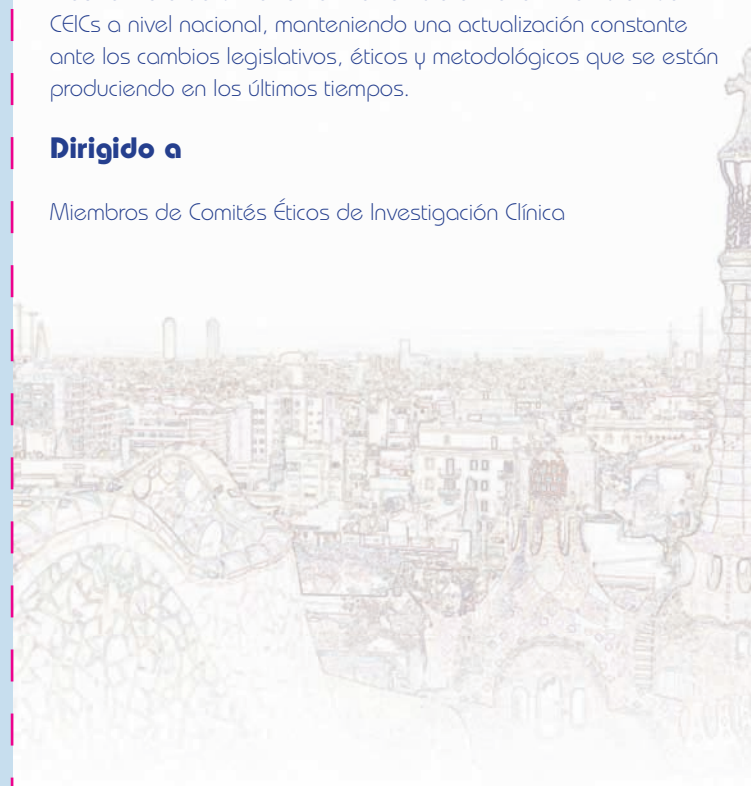 CEICs a nivel nacional, manteniendo una actualización constante
ante los cambios legislativos, éticos y metodológicos que se están
produciendo en los últimos tiempos.
Dirigido a
Miembros de Comités Éticos de Investigación Clínica